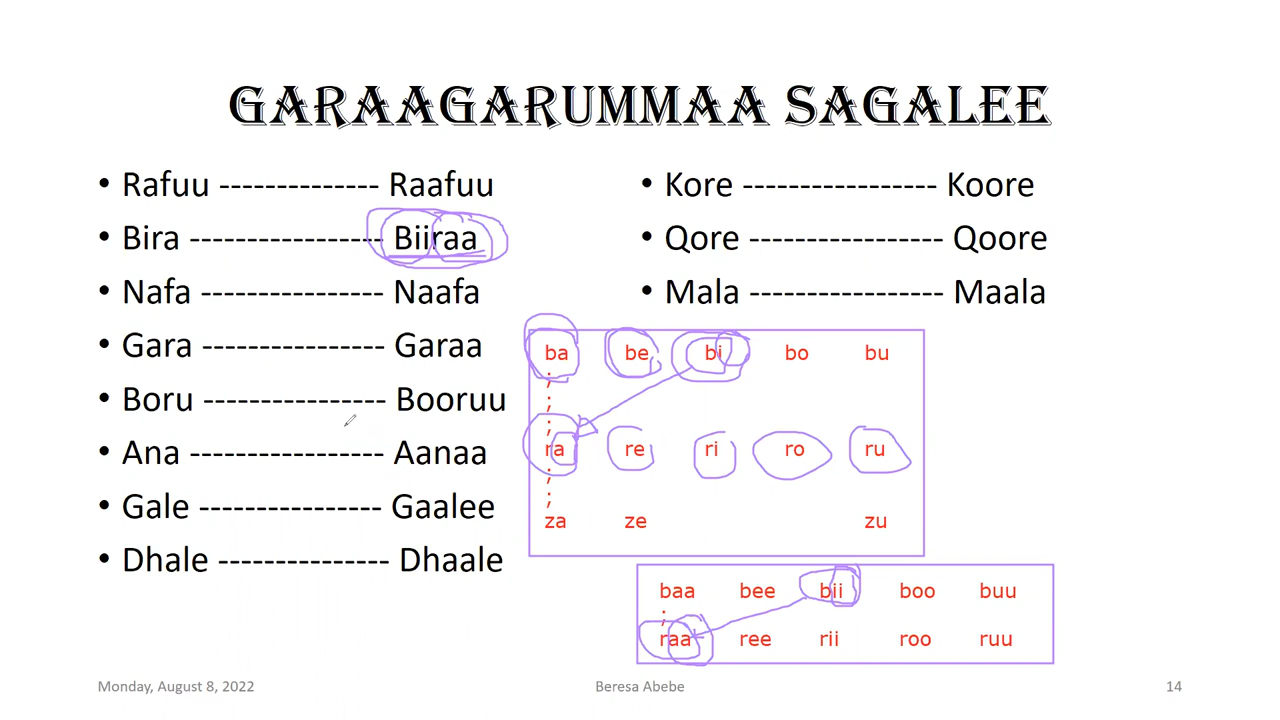 GARAAGARUMMAA SAGALEE
• Rafuu -------------- Raafuu
• Bira ----------------- Biiraa
• Nafa ---------------- Naafa
• Gara ---------------- Garaa
• Boru ---------------- Booruu
• Ana ----------------- Aanaa
• Gale ---------------- Gaalee
• Dhale --------------- Dhaale
• Kore ----------------- Koore
• Qore ----------------- Qoore
• Mala ----------------- Maala
ba be bi bo bu
ra re ri ro ru
za ze zu
baa bee bii boo buu
raa ree rii roo ruu
Monday, August 8, 2022 Beresa Abebe 14